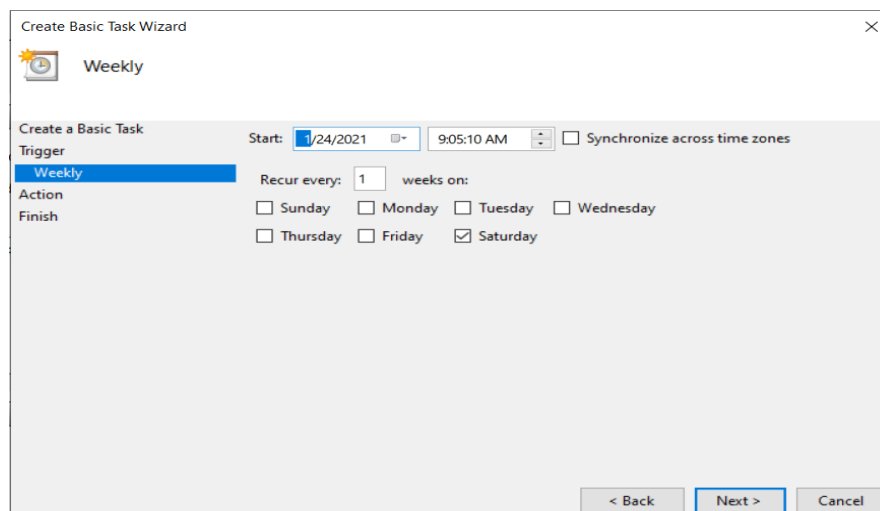 Create Basic Task Wizard
Weekly
Create a Basic Task
Trigger
Weekly
Action
Finish
Start: 1/24/2021 9:05:10 AM Synchronize across time zones
Recur every: 1 weeks on:
Sunday Monday Tuesday Wednesday
Thursday Friday Saturday
< Back Next > Cancel